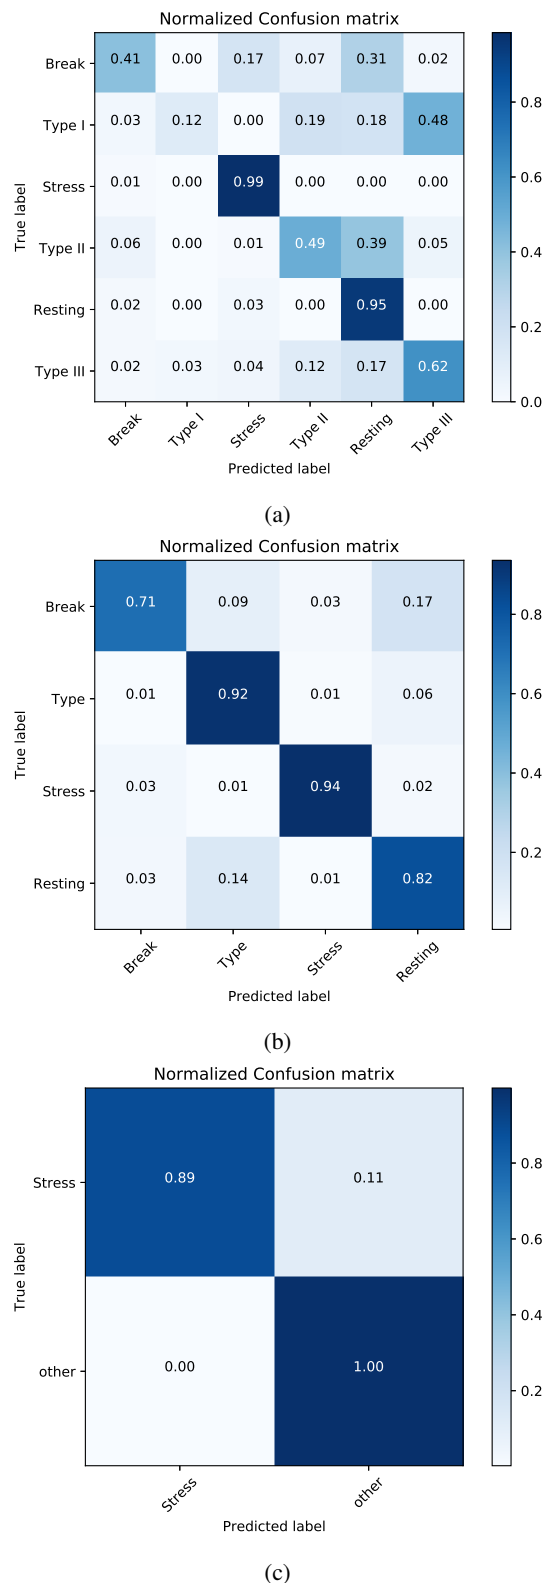 Normalized Confusion matrix
Break 0.41 0.00 0.17 0.07 0.31 0.02
Type I 0.03 0.12 0.00 0.19 0.18 0.48
Stress 0.01 0.00 0.99 0.00 0.00 0.00
Type II 0.06 0.00 0.01 0.49 0.39 0.05
Resting 0.02 0.00 0.03 0.00 0.95 0.00
Type III 0.02 0.03 0.04 0.12 0.17 0.62
True label
Break Type I Stress Type II Resting Type III
Predicted label
0.8
0.6
0.4
0.2
0.0
(a)
Normalized Confusion matrix
Break 0.71 0.09 0.03 0.17
Type 0.01 0.92 0.01 0.06
Stress 0.03 0.01 0.94 0.02
Resting 0.03 0.14 0.01 0.82
True label
Break Type Stress Resting
Predicted label
0.8
0.6
0.4
0.2
(b)
Normalized Confusion matrix
Stress 0.89 0.11
other 0.00 1.00
True label
Stress other
Predicted label
0.8
0.6
0.4
0.2
(c)